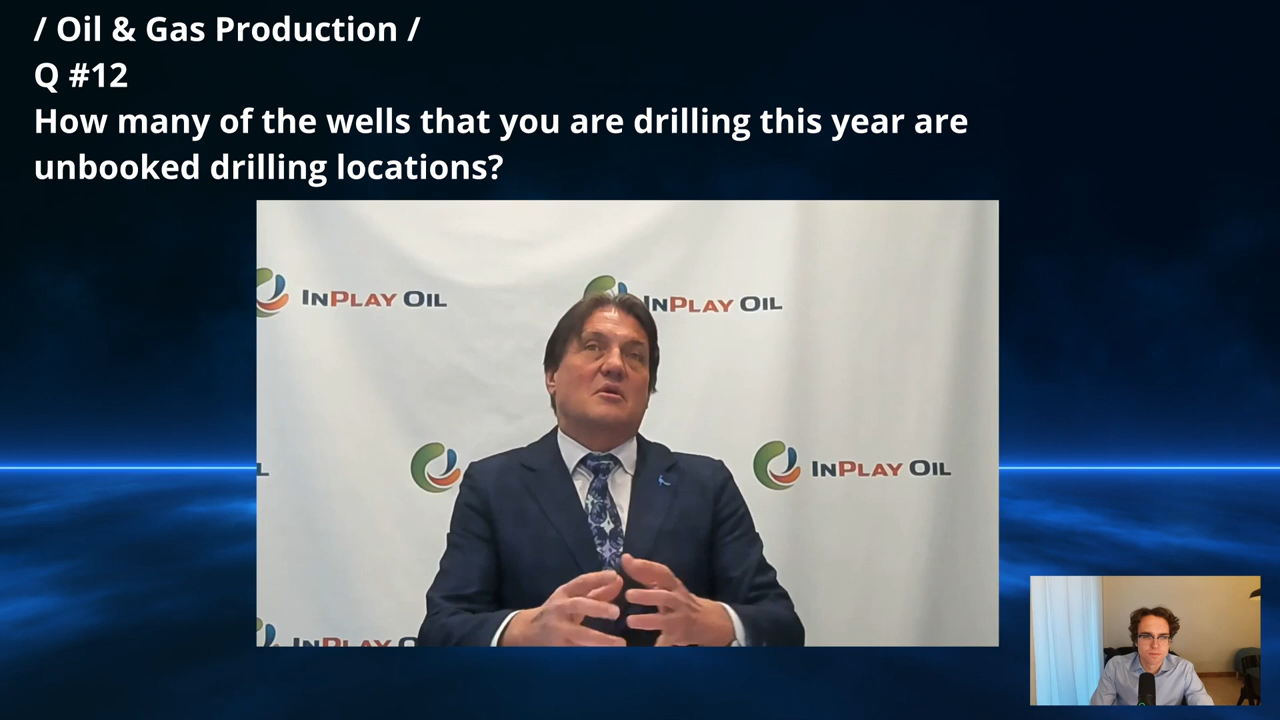 / Oil & Gas Production /
Q #12
How many of the wells that you are drilling this year are
unbooked drilling locations?
INPLAY OIL
INPLAY OIL
L
INPLAY OIL
INPLAY O